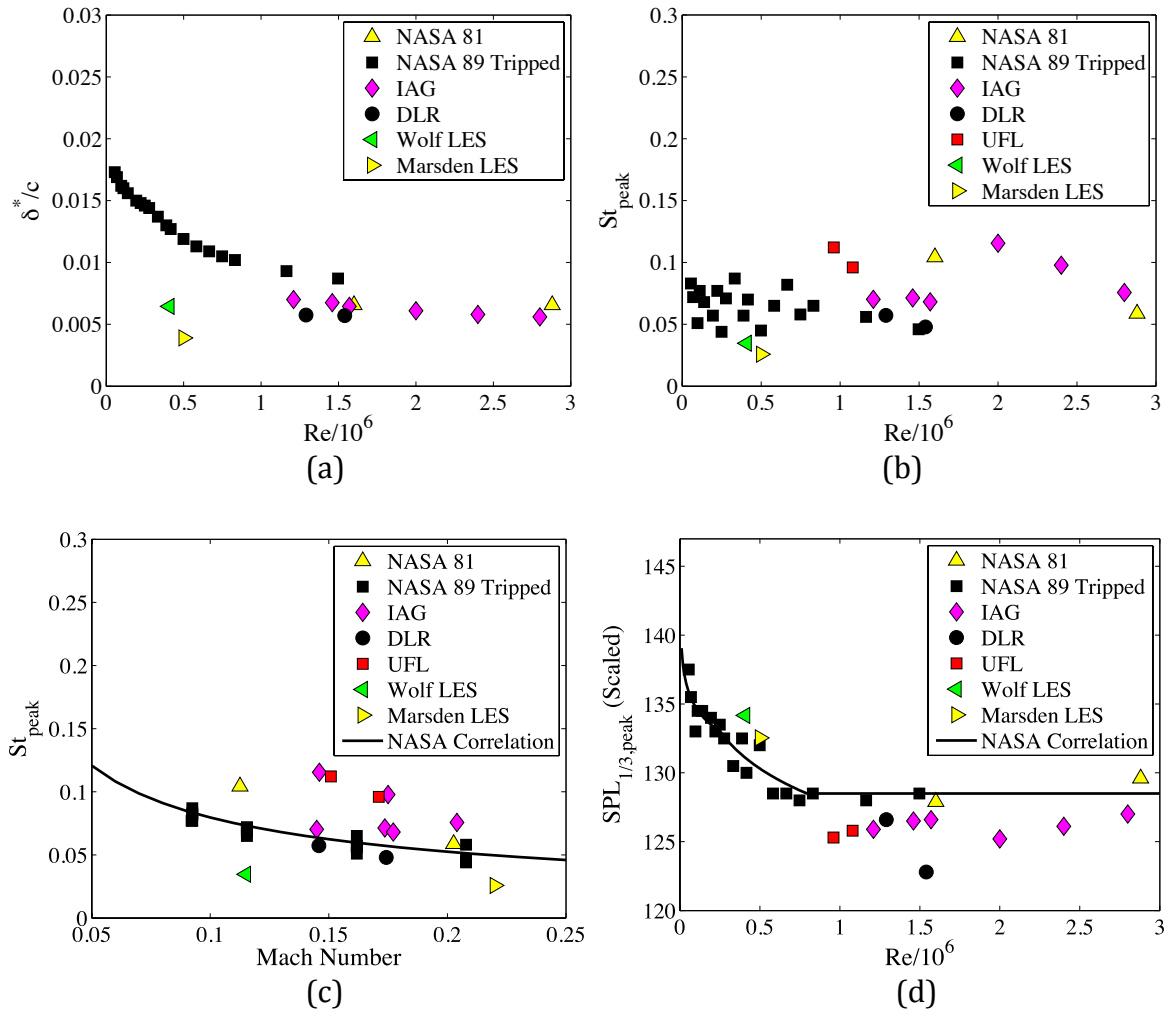 0.03
0.025
0.02
0.015
0.01
0.005
0
δ*/c
NASA 81
NASA 89 Tripped
IAG
DLR
Wolf LES
Marsden LES
0 0.5 1 1.5 2 2.5 3
Re/10^6
(a)
0.3
0.25
0.2
0.15
0.1
0.05
0
St_peak
NASA 81
NASA 89 Tripped
IAG
DLR
UFL
Wolf LES
Marsden LES
0 0.5 1 1.5 2 2.5 3
Re/10^6
(b)
0.3
0.25
0.2
0.15
0.1
0.05
0
St_peak
NASA 81
NASA 89 Tripped
IAG
DLR
UFL
Wolf LES
Marsden LES
NASA Correlation
0.05 0.1 0.15 0.2 0.25
Mach Number
(c)
145
140
135
130
125
120
SPL_1/3,peak (Scaled)
NASA 81
NASA 89 Tripped
IAG
DLR
UFL
Wolf LES
Marsden LES
NASA Correlation
0 0.5 1 1.5 2 2.5 3
Re/10^6
(d)